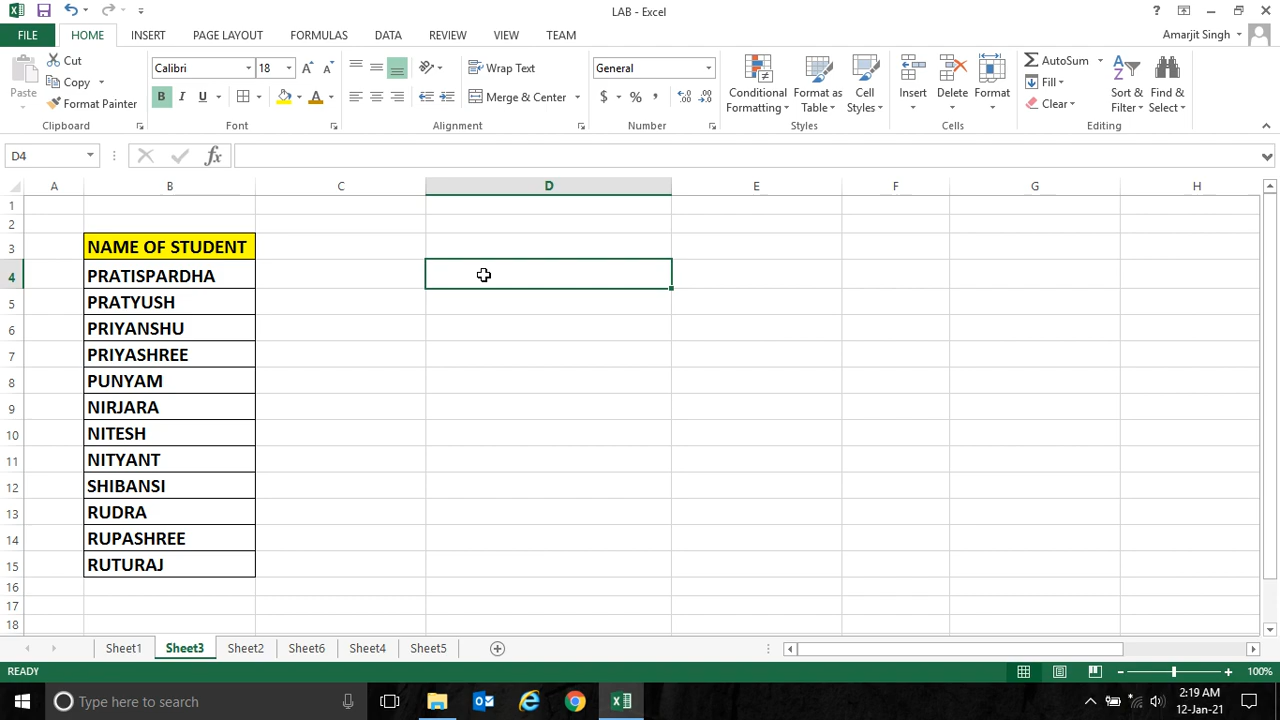 LAB - Excel
FILE HOME INSERT PAGE LAYOUT FORMULAS DATA REVIEW VIEW TEAM
Amarjit Singh
Paste
Cut
Copy
Format Painter
Clipboard
Calibri 18
B I U
Font
Wrap Text
Merge & Center
Alignment
General
$ % ,
Number
Conditional Formatting
Format as Table
Cell Styles
Styles
Insert Delete Format
Cells
AutoSum
Fill
Clear
Sort & Filter
Find & Select
Editing
D4
fx
A B C D E F G H
1
2
3 NAME OF STUDENT
4 PRATISPARDHA
5 PRATYUSH
6 PRIYANSHU
7 PRIYASHREE
8 PUNYAM
9 NIRJARA
10 NITESH
11 NITYANT
12 SHIBANSI
13 RUDRA
14 RUPASHREE
15 RUTURAJ
16
17
18
Sheet1 Sheet3 Sheet2 Sheet6 Sheet4 Sheet5
READY
100%
Type here to search
2:19 AM
12-Jan-21